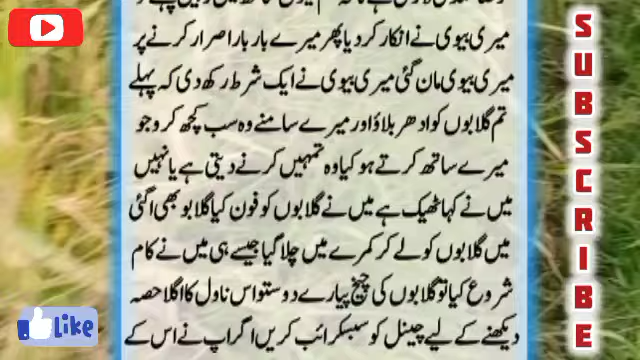 میری بیوی نے انکار کر دیا پھر میرے بار بار اصرار کرنے پر
میری بیوی مان گئی میری بیوی نے ایک شرط رکھ دی کہ پہلے
تم گلابوں کو ادھر بلاؤ اور میرے سامنے وہ سب کچھ کرو جو
میرے ساتھ کرتے ہو کیا وہ تمہیں کرنے دیتی ہے یا نہیں
میں نے کہا ٹھیک ہے میں نے گلابوں کو فون کیا گلابو بھی اگئی
میں گلابوں کو لے کر کمرے میں چلا گیا جیسے ہی میں نے کام
شروع کیا تو گلابوں کی چیخ پیارے دوستو اس ناول کا اگلا حصہ
دیکھنے کے لیے چینل کو سبسکرائب کریں اگر اپ نے اس کے
SUBSCRIBE
Like